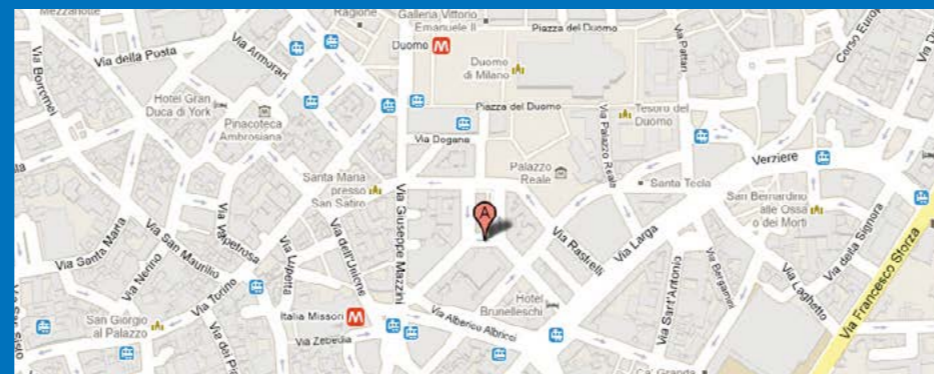 Mezzanotte
Ragione
Galleria Vittorio
Emanuele II
Piazza del Duomo
Duomo M
Via della Posta
Via Armorari
Via Borromei
Duomo
di Milano
Via Pattari
Corso Europ
Hotel Gran
Duca di York
Pinacoteca
Ambrosiana
Piazza del Duomo
Tesoro del
Duomo
Via Dogana
Via Palazzo Reale
Verziere
Palazzo
Reale
Santa Maria
presso
San Satiro
Santa Tecla
San Bernardino
alle Ossa
o dei Morti
A
Via Giuseppe Mazzini
Via Santa Marta
Via San Maurilio
Via Valpetrosa
Via Nerino
Via Torino
Via Lupetta
Via dell'Unione
Via Rastrelli
Via Larga
Via della Signora
Via Sant'Antonio
Via Bergamini
Via Laghetto
Via Francesco Sforza
Hotel
Brunelleschi
San Giorgio
al Palazzo
Italia Missori M
Via Zebedia
Via Alberico Albricci
Via dei Pia
Ca' Granda